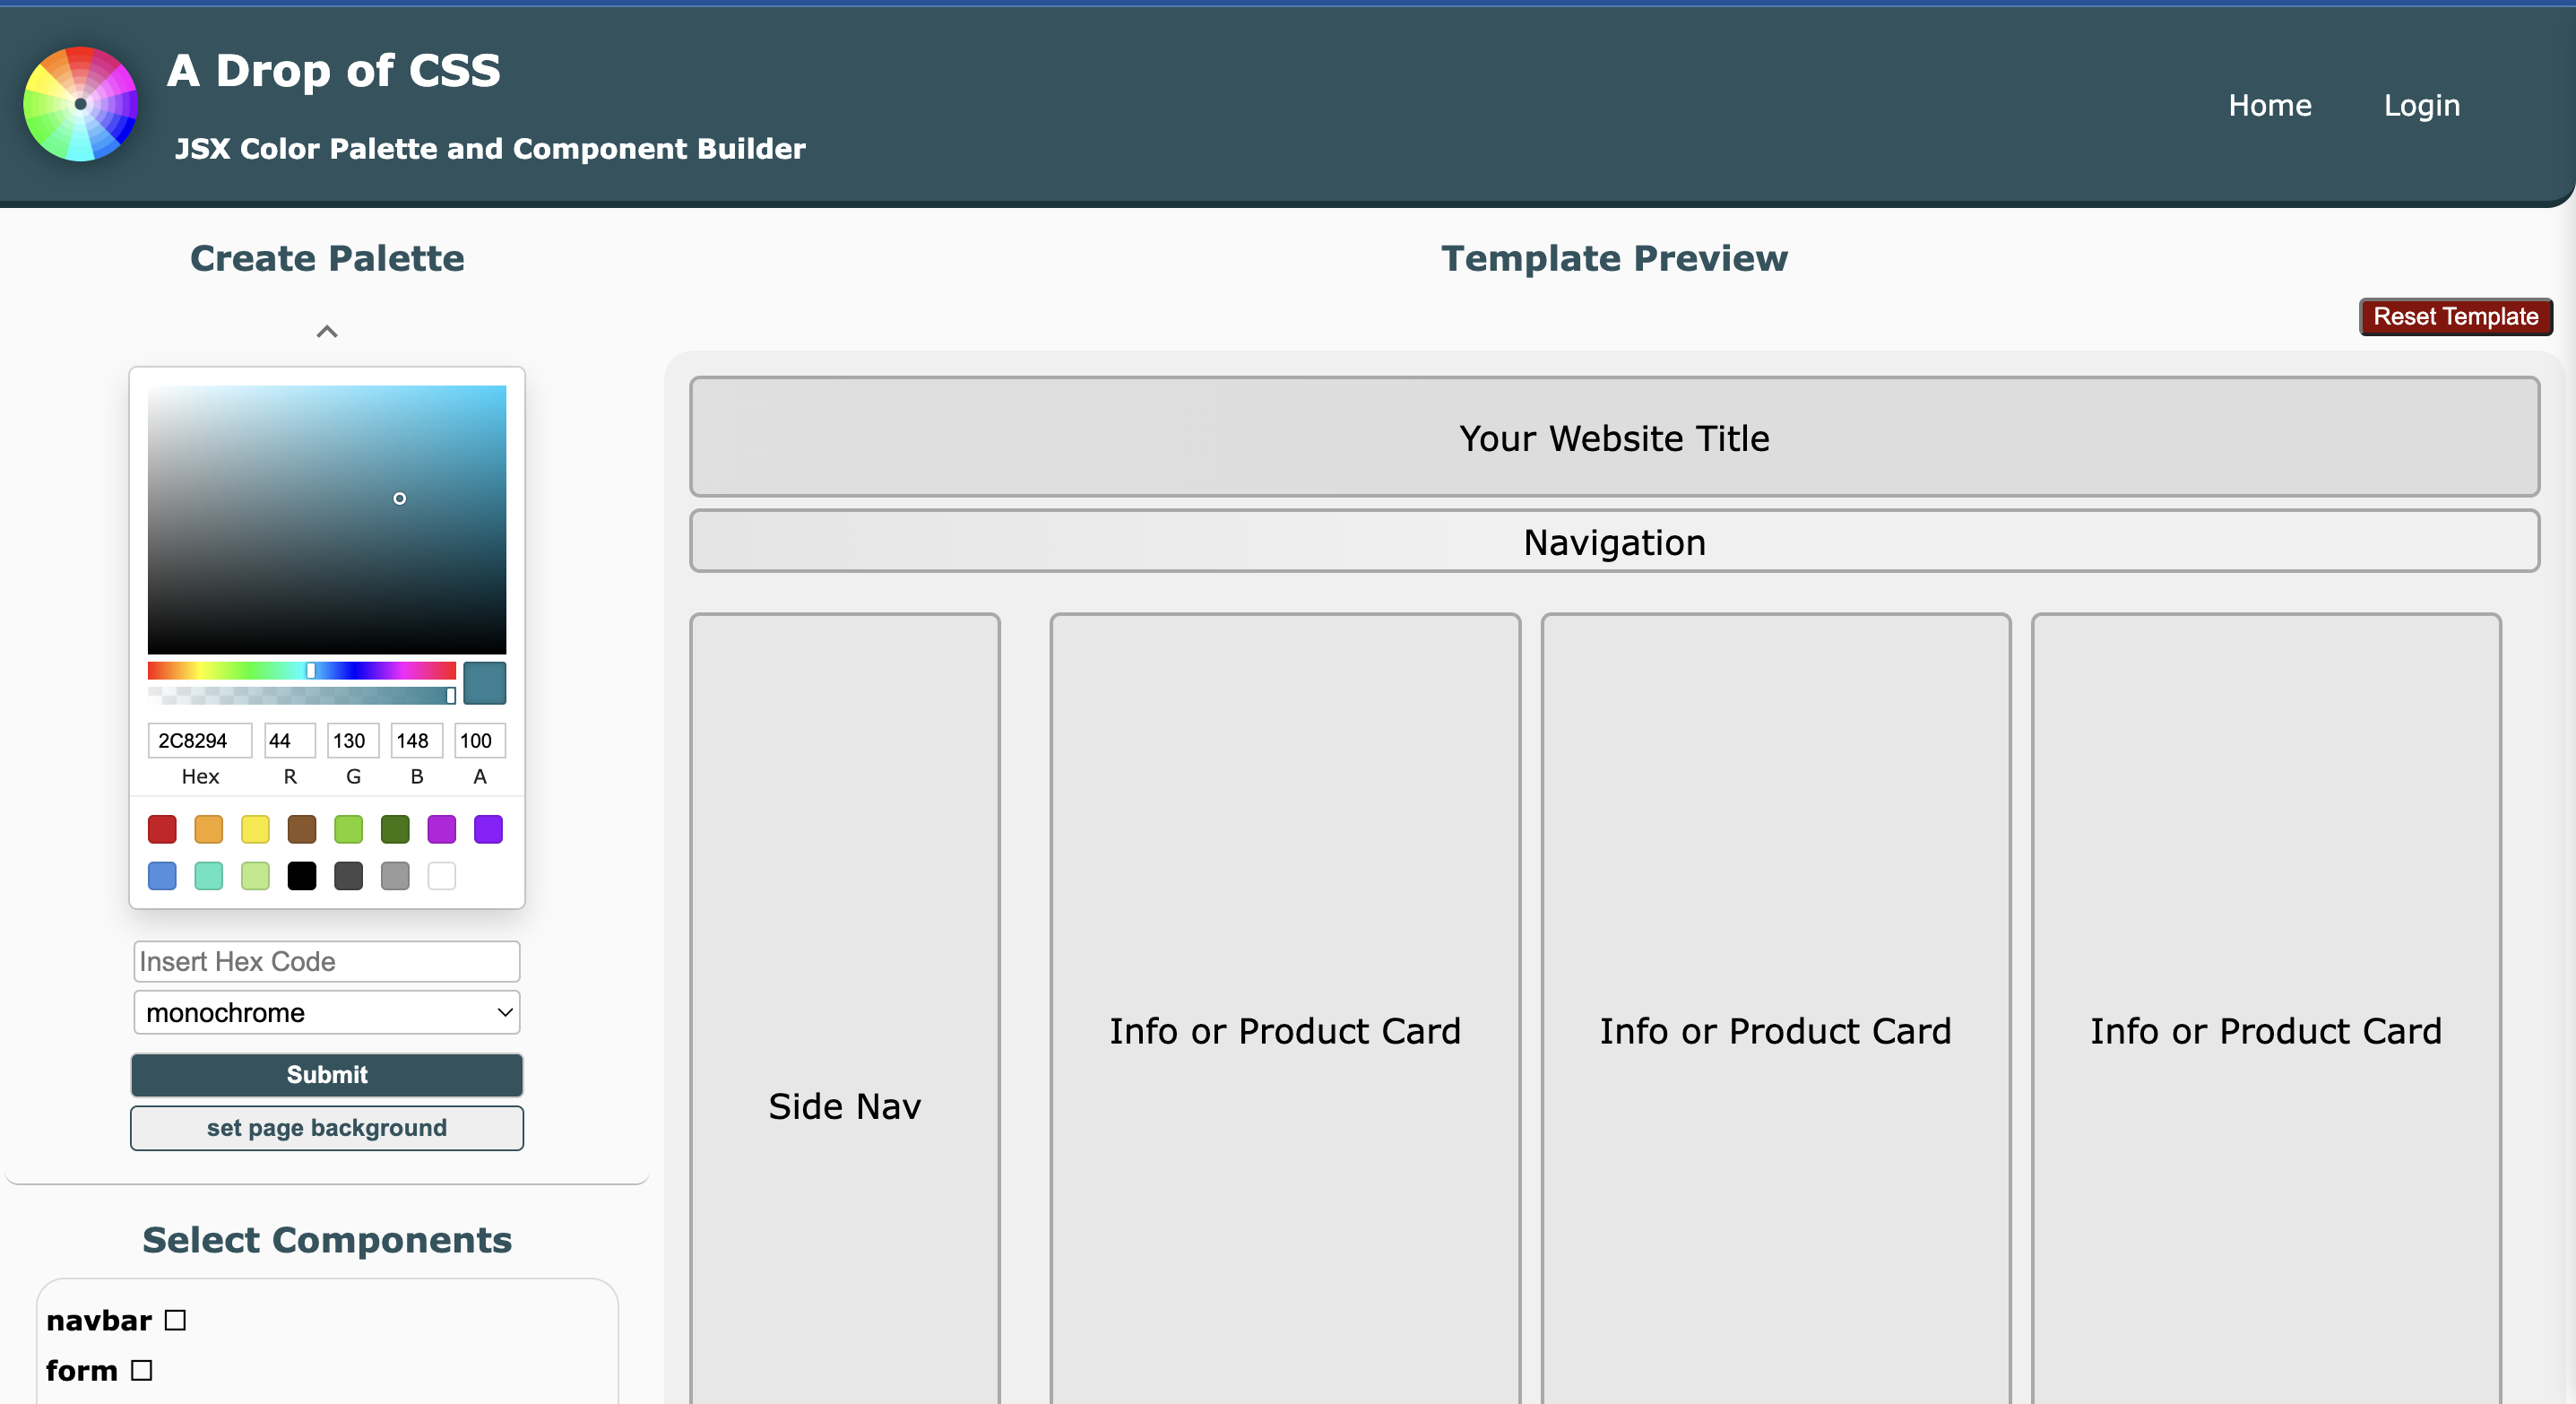 A Drop of CSS
JSX Color Palette and Component Builder
Home
Login
Create Palette
2C8294
44
130
148
100
Hex
R
G
B
A
Insert Hex Code
monochrome
Submit
set page background
Select Components
navbar
form
Template Preview
Reset Template
Your Website Title
Navigation
Side Nav
Info or Product Card
Info or Product Card
Info or Product Card